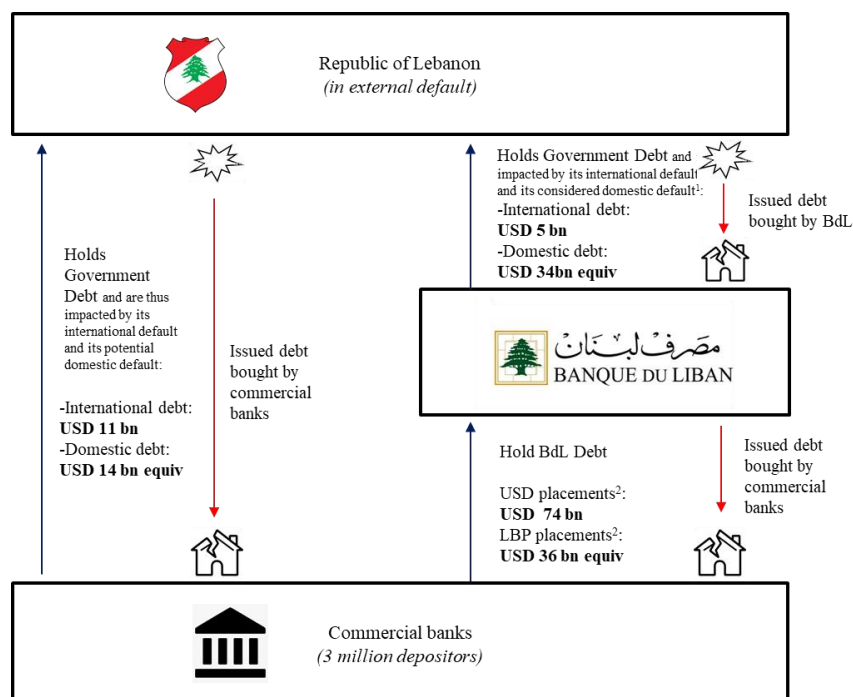 Republic of Lebanon
(in external default)
Holds
Government
Debt and are thus
impacted by its
international default
and its potential
domestic default:
-International debt:
USD 11 bn
-Domestic debt:
USD 14 bn equiv
Issued debt
bought by
commercial
banks
Holds Government Debt and
impacted by its international default
and its considered domestic default¹:
-International debt:
USD 5 bn
-Domestic debt:
USD 34bn equiv
Issued debt
bought by BdL
مصرف لبنان
BANQUE DU LIBAN
Hold BdL Debt
USD placements²:
USD 74 bn
LBP placements²:
USD 36 bn equiv
Issued debt
bought by
commercial
banks
Commercial banks
(3 million depositors)